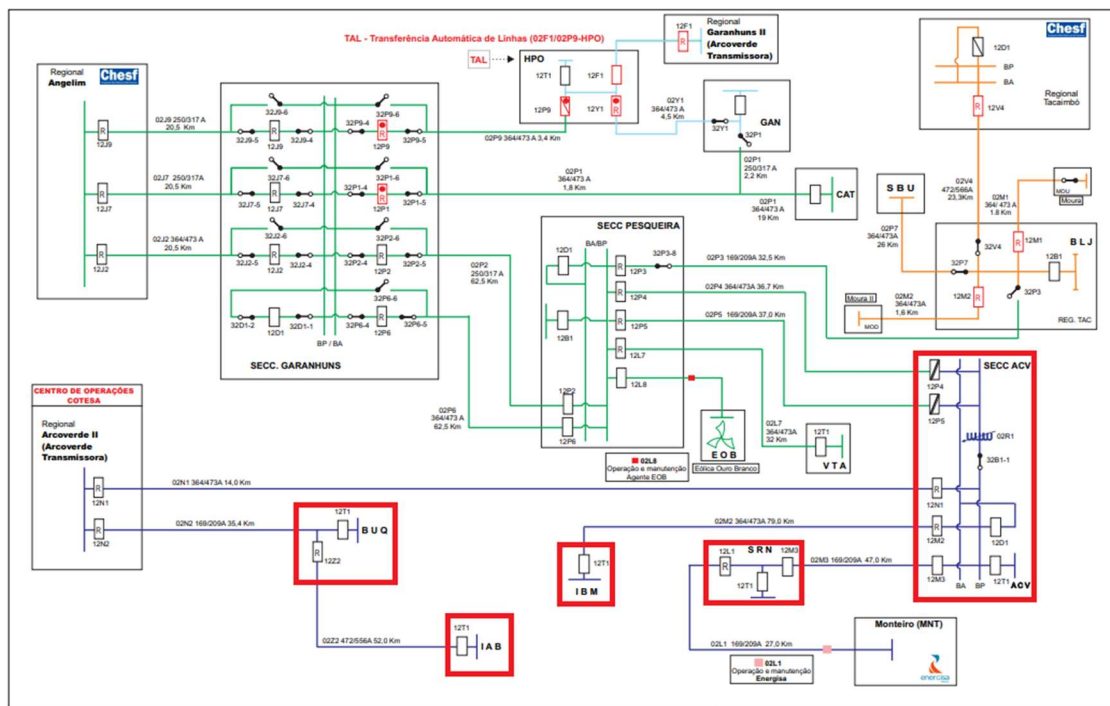 TAL - Transferência Automática de Linhas (02F1/02P9-HPO)
TAL
HPO
12T1
12F1
12P9
12Y1
12F1
Regional
Garanhuns II
(Arcoverde
Transmissora)
Chesf
12D1
BP
BA
Regional
Tacaimbó
12V4
Regional
Angelim
Chesf
12J9
12J7
12J2
02J9 250/317 A
20,5 Km
02J7 250/317A
20,5 Km
02J2 364/473A
20,5 Km
32J9-6
32P9-6
32J9-5
12J9
32J9-4
32P9-4
12P9
32P9-5
32J7-6
32P1-6
32J7-5
12J7
32J7-4
32P1-4
12P1
32P1-5
32J2-6
32P2-6
32J2-5
12J2
32J2-4
32P2-4
12P2
32P2-5
32P6-6
32D1-2
12D1
32D1-1
32P6-4
12P6
32P6-5
BP / BA
SECC. GARANHUNS
02P9 364/473 A 3,4 Km
02Y1
364/473 A
4,5 Km
GAN
32Y1
32P1
02P1
364/473 A
1,8 Km
02P1
250/317 A
2,2 Km
CAT
02P1
364/473 A
19 Km
02P2
250/317 A
62,5 Km
02P6
364/473 A
62,5 Km
SECC PESQUEIRA
BA/BP
12D1
12B1
12P3
32P3-8
12P4
12P5
12L7
12L8
12P2
12P6
02P3 169/209A 32,5 Km
02P4 364/473A 36,7 Km
02P5 169/209A 37,0 Km
02L7
364/473A
32 Km
12T1
V T A
E O B
Eólica Ouro Branco
02L8
Operação e manutenção
Agente EOB
S B U
02P7
364/473A
26 Km
02V4
472/566A
23,3Km
02M1
364/ 473 A
1.8 Km
MOU
Moura
32V4
12M1
12B1
B L J
32P7
12M2
32P3
REG. TAC
02M2
364/473A
1,6 Km
Moura II
MOD
SECC ACV
12P4
12P5
02R1
32B1-1
12N1
12M2
12D1
12M3
12T1
BA
BP
ACV
CENTRO DE OPERAÇÕES
COTESA
Regional
Arcoverde II
(Arcoverde
Transmissora)
12N1
12N2
02N1 364/473A 14,0 Km
02N2 169/209A 35,4 Km
12T1
B U Q
12Z2
02Z2 472/556A 52,0 Km
12T1
I A B
02M2 364/473A 79,0 Km
12T1
I B M
12L1
S R N
12M3
12T1
02M3 169/209A 47,0 Km
Monteiro (MNT)
energisa
02L1 169/209A 27,0 Km
02L1
Operação e manutenção
Energisa